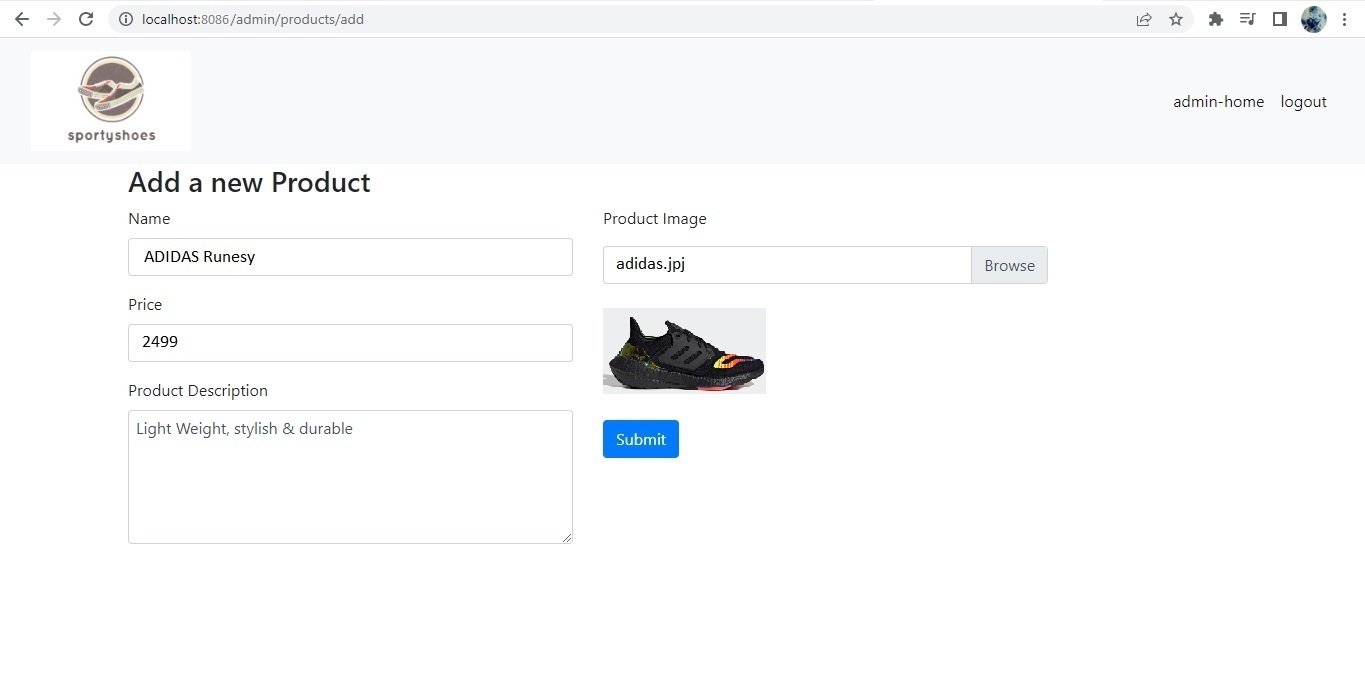 localhost:8086/admin/products/add
sportyshoes
admin-home logout
Add a new Product
Name
ADIDAS Runesy
Price
2499
Product Description
Light Weight, stylish & durable
Product Image
adidas.jpj
Browse
Submit